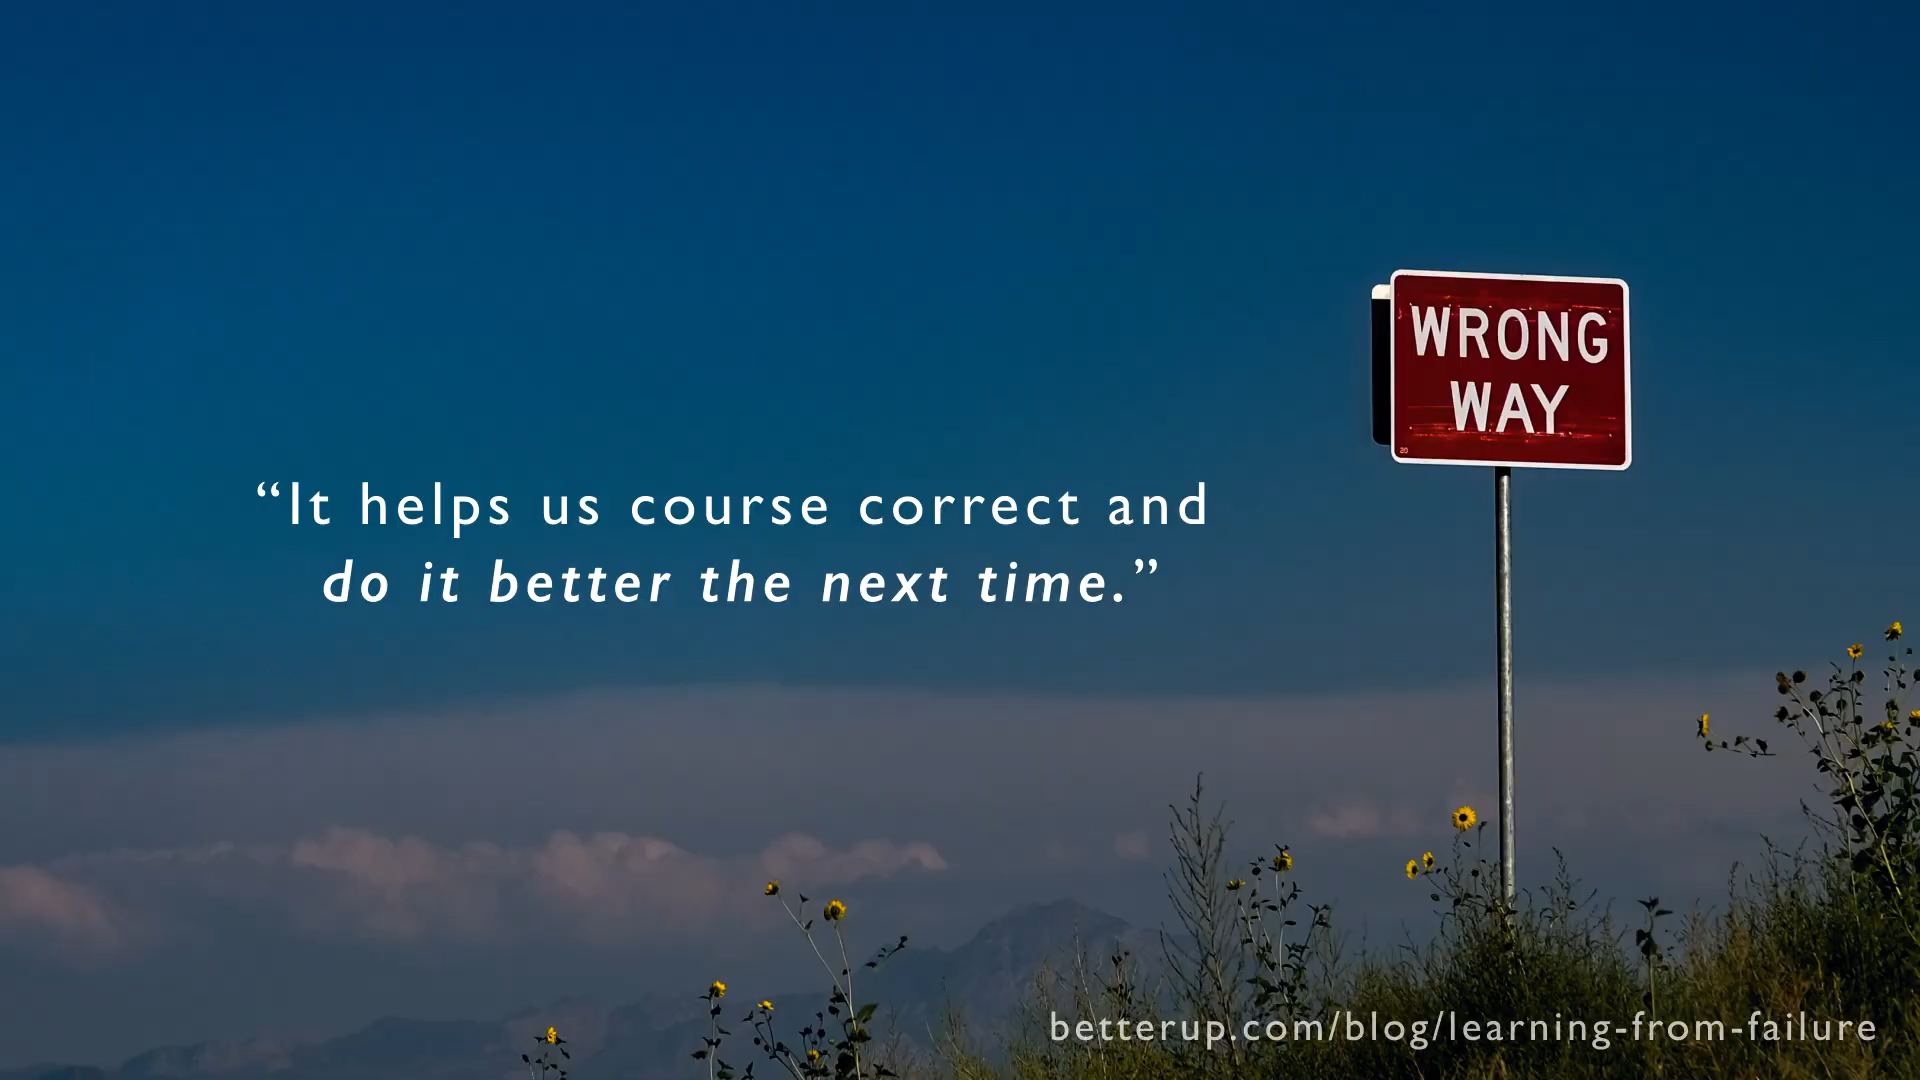 WRONG
WAY
20
“It helps us course correct and
do it better the next time.”
betterup.com/blog/learning-from-failure